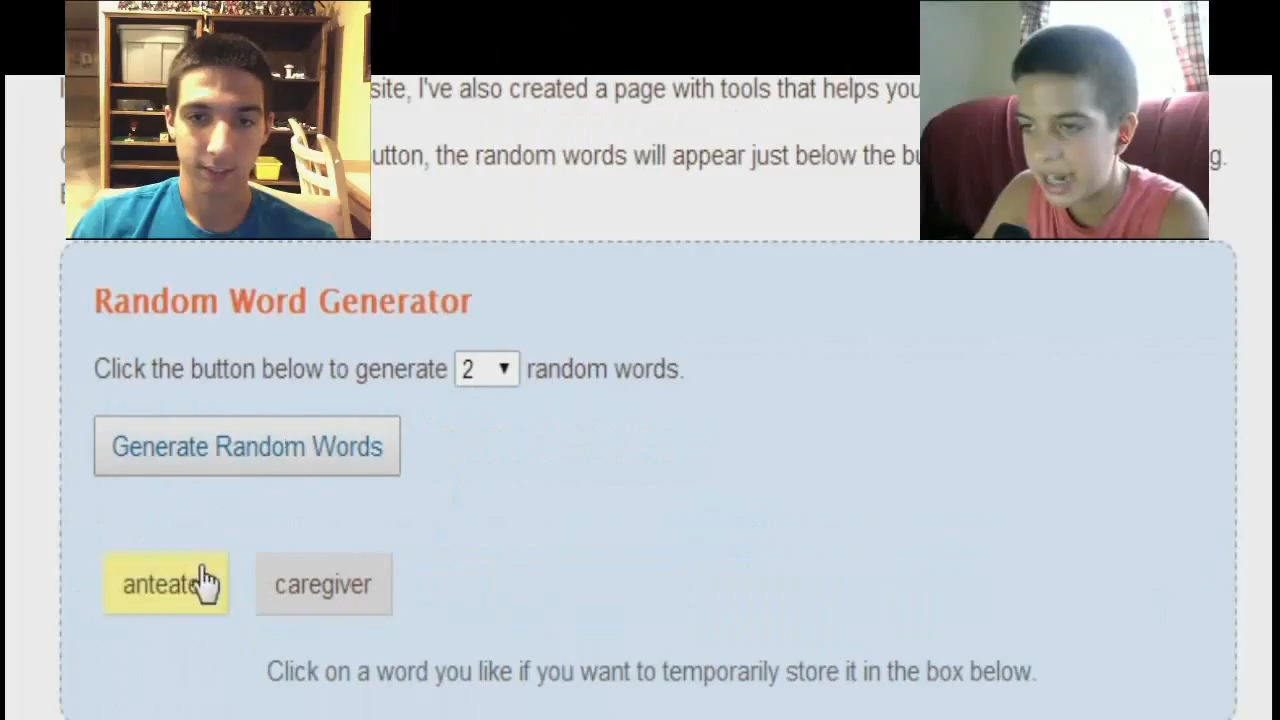 site, I've also created a page with tools that helps you
utton, the random words will appear just below the bu g.
Random Word Generator
Click the button below to generate 2 random words.
Generate Random Words
anteate caregiver
Click on a word you like if you want to temporarily store it in the box below.